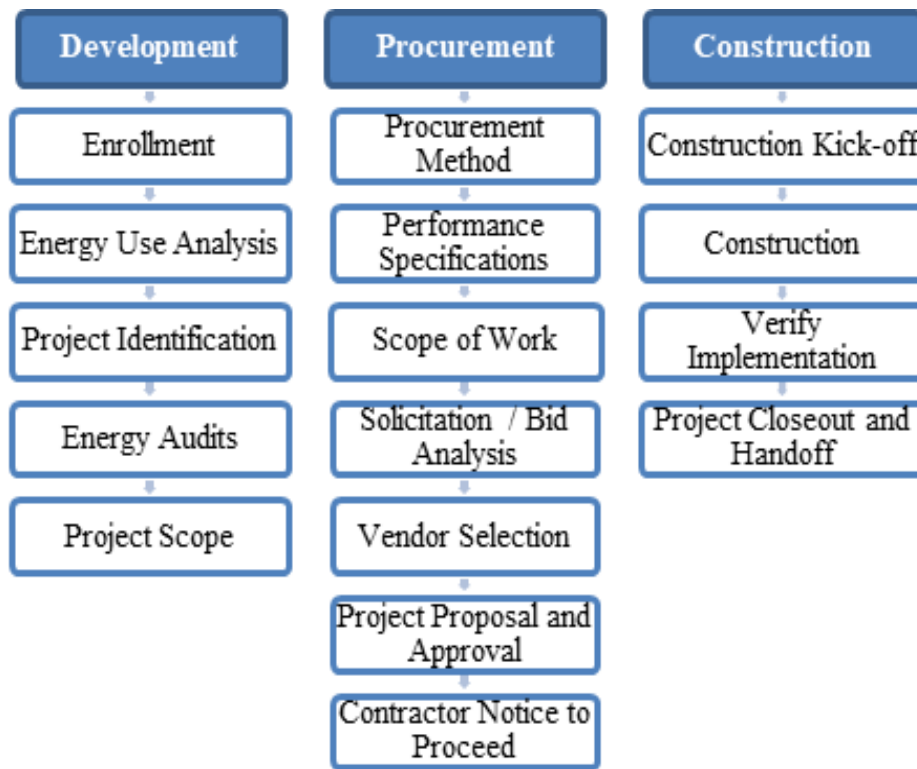 Development
Enrollment
Energy Use Analysis
Project Identification
Energy Audits
Project Scope
Procurement
Procurement
Method
Performance
Specifications
Scope of Work
Solicitation / Bid
Analysis
Vendor Selection
Project Proposal and
Approval
Contractor Notice to
Proceed
Construction
Construction Kick-off
Construction
Verify
Implementation
Project Closeout and
Handoff